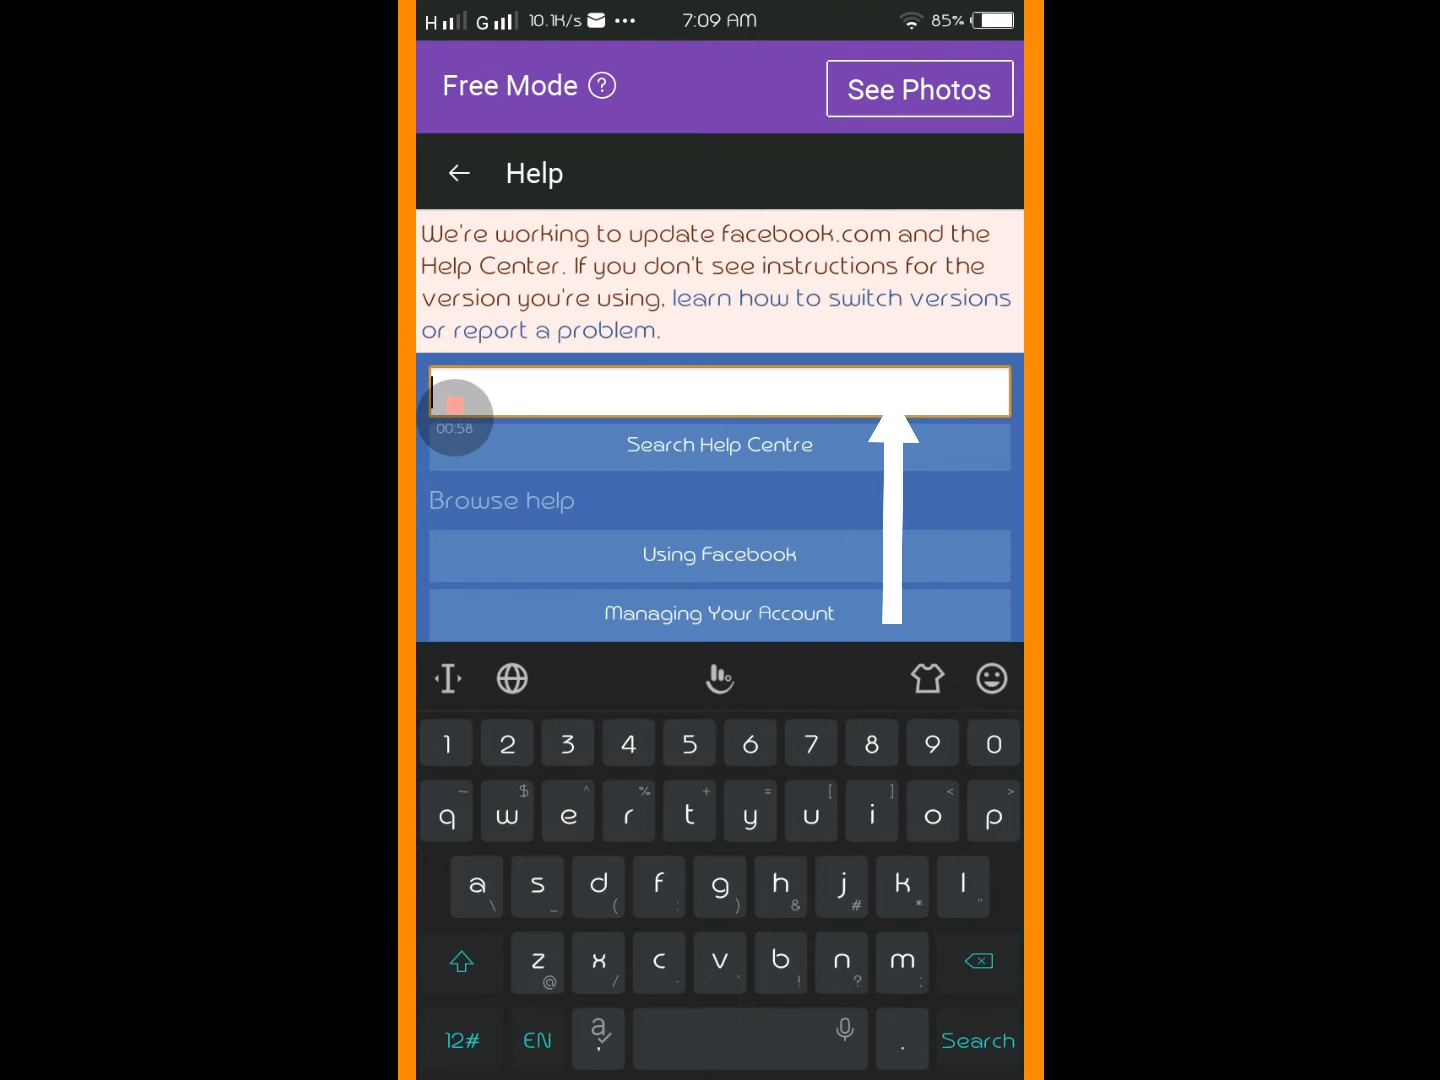 H G 10.1K/s ••• 7:09 AM 85%
Free Mode ? See Photos
← Help
We're working to update facebook.com and the
Help Center. If you don't see instructions for the
version you're using, learn how to switch versions
or report a problem.
00:58
Search Help Centre
Browse help
Using Facebook
Managing Your Account
1 2 3 4 5 6 7 8 9 0
~ $ ^ % + = [ ] < >
q w e r t y u i o p
a s d f g h j k l
\ _ ( : ) & # * "
z x c v b n m
@ / - ' ! ? ;
12# EN a , . Search